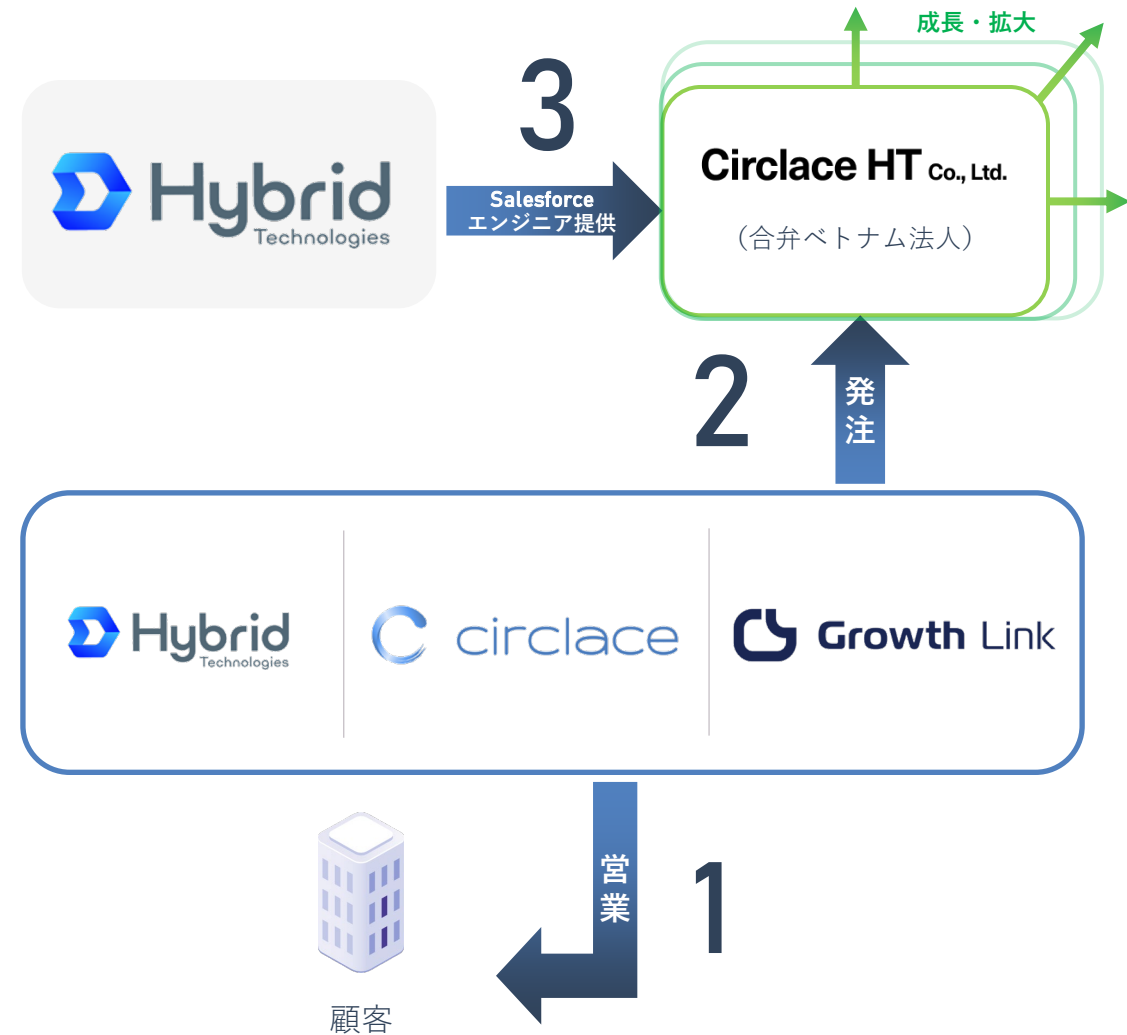 成長・拡大
3
Hybrid
Technologies
Salesforce
エンジニア提供
Circlace HT Co., Ltd.
（合弁ベトナム法人）
2
発注
Hybrid
Technologies
circlace
Growth Link
営業
1
顧客